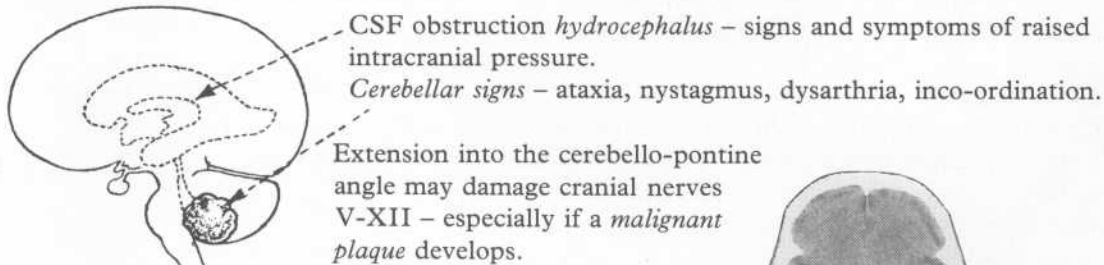 CSF obstruction hydrocephalus – signs and symptoms of raised
intracranial pressure.
Cerebellar signs – ataxia, nystagmus, dysarthria, inco-ordination.
Extension into the cerebello-pontine
angle may damage cranial nerves
V-XII – especially if a malignant
plaque develops.